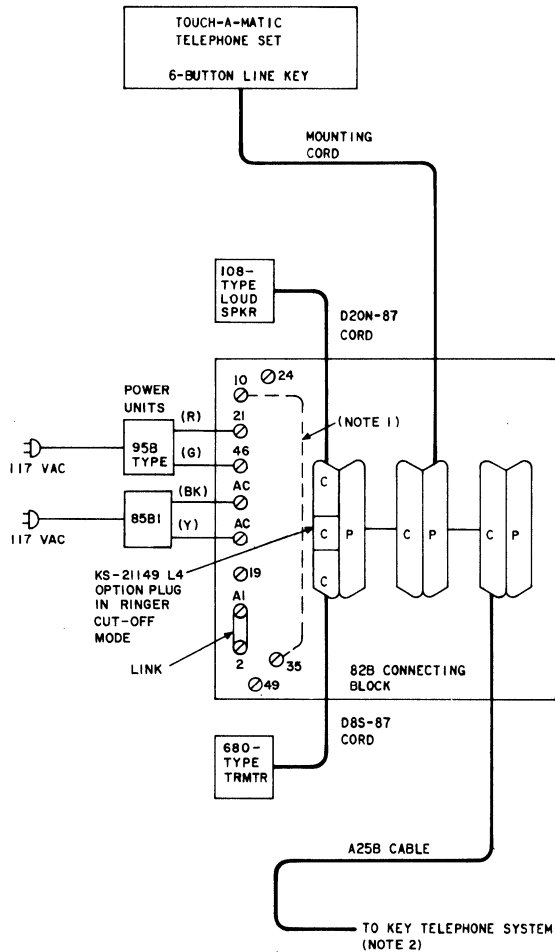 TOUCH-A-MATIC
TELEPHONE SET
6-BUTTON LINE KEY
MOUNTING
CORD
108-
TYPE
LOUD
SPKR
D20N-87
CORD
10
24
POWER
UNITS
(R)
21
(NOTE 1)
95B
TYPE
(G)
46
117 VAC
(BK)
AC
85B1
(Y)
AC
117 VAC
C
C P C P C P
C
KS-21149 L4
OPTION PLUG
IN RINGER
CUT-OFF
MODE
19
A1
LINK
2
35
49
82B CONNECTING
BLOCK
D8S-87
CORD
680-
TYPE
TRMTR
A25B CABLE
TO KEY TELEPHONE SYSTEM
(NOTE 2)